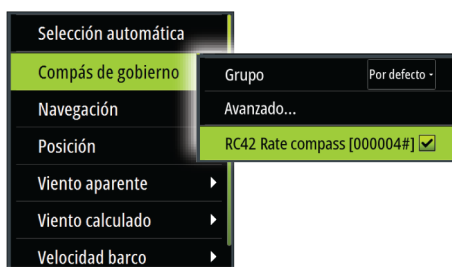 Selección automática
Compás de gobierno
Navegación
Posición
Viento aparente
Viento calculado
Velocidad barco
Grupo
Por defecto
Avanzado...
RC42 Rate compass [000004#]